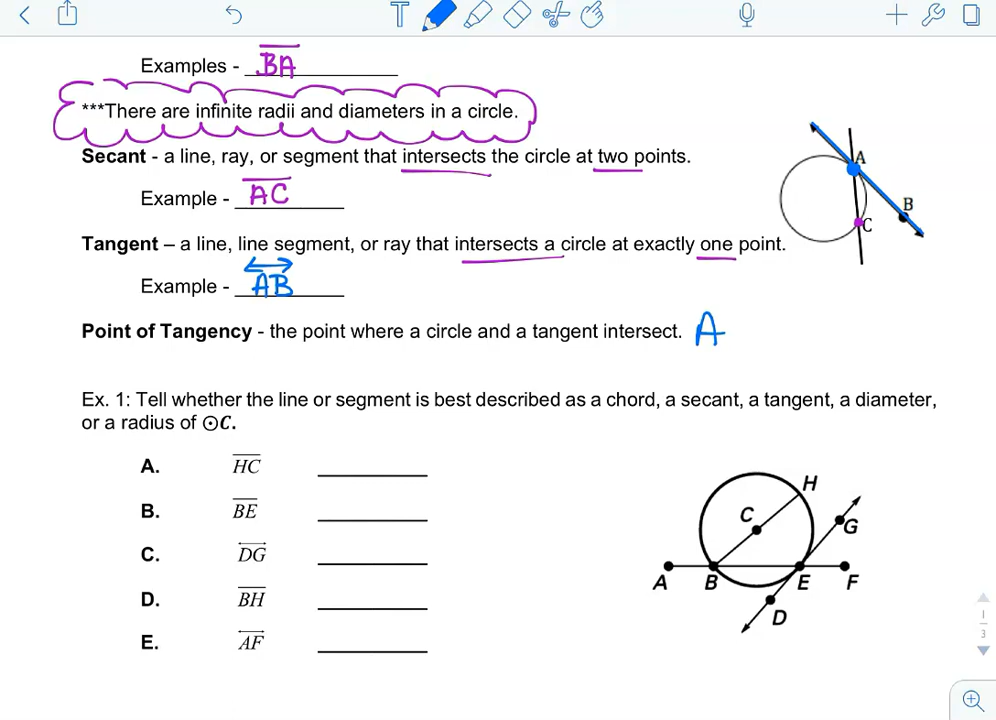 T
Examples - BA
***There are infinite radii and diameters in a circle.
Secant - a line, ray, or segment that intersects the circle at two points.
Example - AC
Tangent – a line, line segment, or ray that intersects a circle at exactly one point.
Example - AB
Point of Tangency - the point where a circle and a tangent intersect. A
A
B
C
Ex. 1: Tell whether the line or segment is best described as a chord, a secant, a tangent, a diameter,
or a radius of ⊙C.
A. HC
B. BE
C. DG
D. BH
E. AF
H
C
G
A B E F
D
1
3